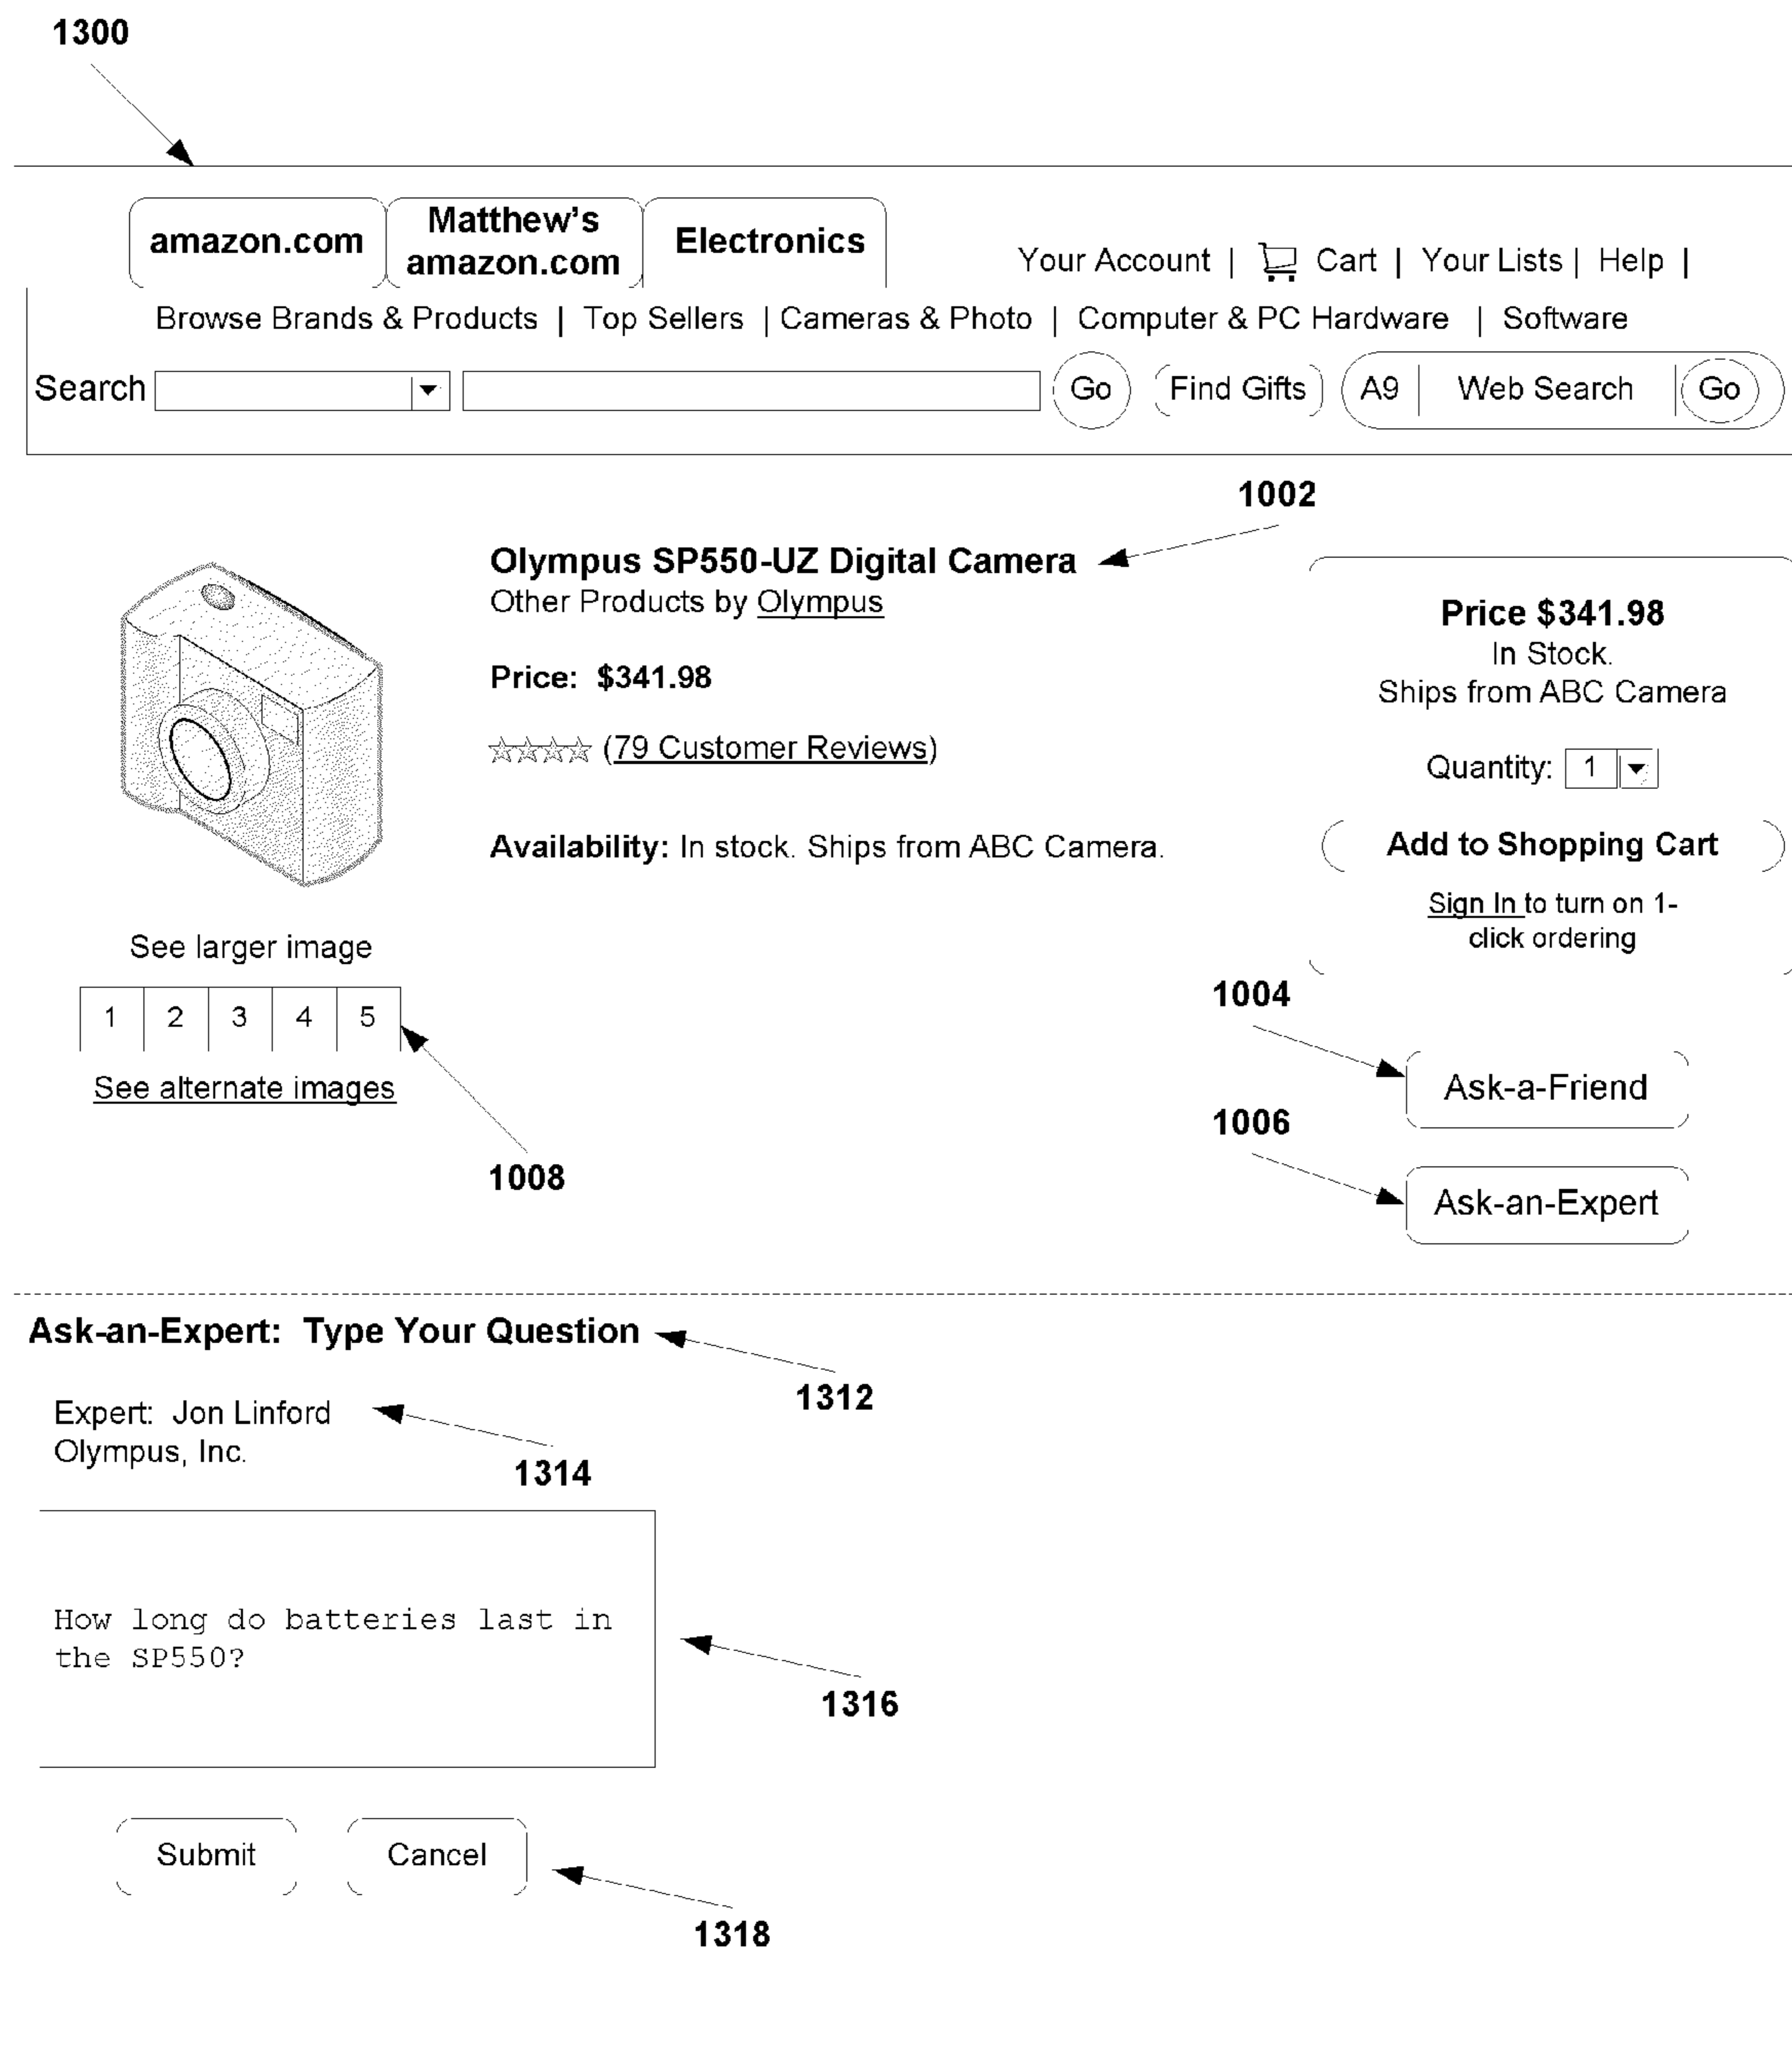 1300
amazon.com
Matthew's
amazon.com
Electronics
Your Account | Cart | Your Lists | Help |
Browse Brands & Products | Top Sellers | Cameras & Photo | Computer & PC Hardware | Software
Search Go Find Gifts A9 Web Search Go
1002
Olympus SP550-UZ Digital Camera
Other Products by Olympus
Price: $341.98
(79 Customer Reviews)
Availability: In stock. Ships from ABC Camera.
Price $341.98
In Stock.
Ships from ABC Camera
Quantity: 1
Add to Shopping Cart
Sign In to turn on 1-
click ordering
See larger image
1 2 3 4 5
See alternate images
1008
1004
Ask-a-Friend
1006
Ask-an-Expert
Ask-an-Expert: Type Your Question
1312
Expert: Jon Linford
Olympus, Inc.
1314
How long do batteries last in
the SP550?
1316
Submit Cancel
1318